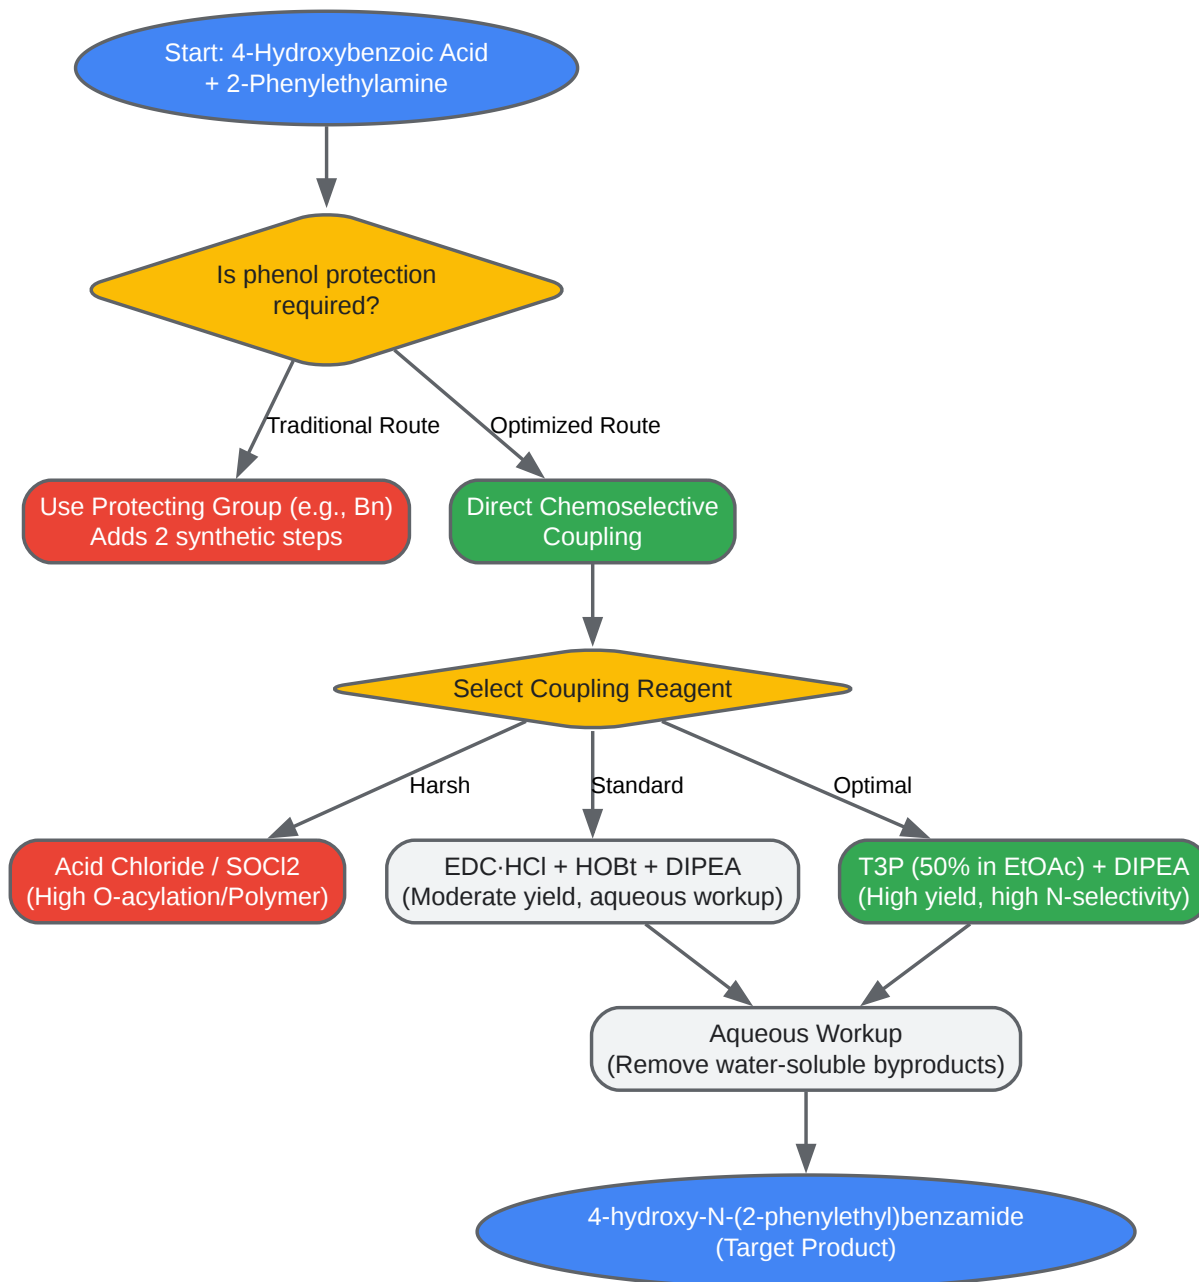 Start: 4-Hydroxybenzoic Acid
+ 2-Phenylethylamine
Is phenol protection
required?
Traditional Route
Optimized Route
Use Protecting Group (e.g., Bn)
Adds 2 synthetic steps
Direct Chemoselective
Coupling
Select Coupling Reagent
Harsh
Standard
Optimal
Acid Chloride / SOCl2
(High O-acylation/Polymer)
EDC·HCl + HOBt + DIPEA
(Moderate yield, aqueous workup)
T3P (50% in EtOAc) + DIPEA
(High yield, high N-selectivity)
Aqueous Workup
(Remove water-soluble byproducts)
4-hydroxy-N-(2-phenylethyl)benzamide
(Target Product)